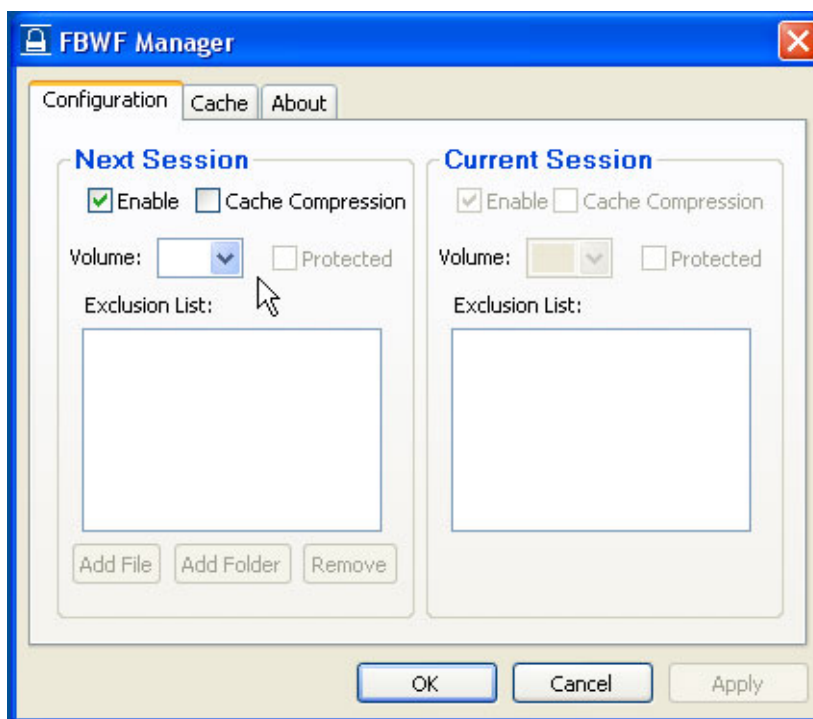 FBWF Manager
Configuration Cache About
Next Session
Enable Cache Compression
Volume: Protected
Exclusion List:
Add File Add Folder Remove
Current Session
Enable Cache Compression
Volume: Protected
Exclusion List:
OK Cancel Apply